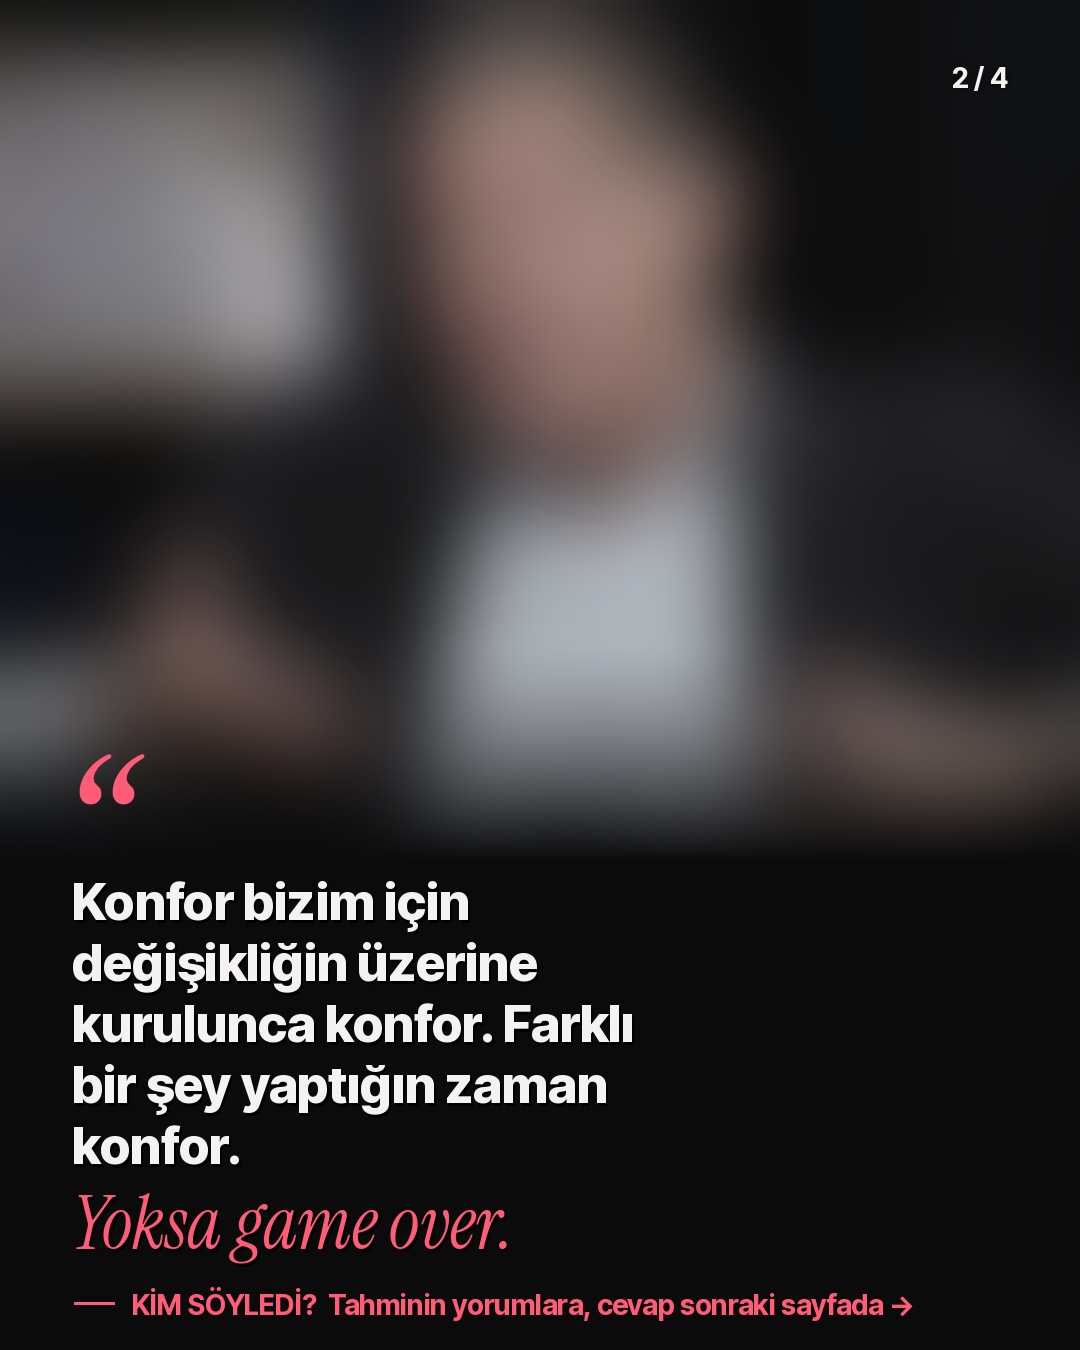 2 / 4
“
Konfor bizim için
değişikliğin üzerine
kurulunca konfor. Farklı
bir şey yaptığın zaman
konfor.
Yoksa game over.
— KİM SÖYLEDİ? Tahminin yorumlara, cevap sonraki sayfada →